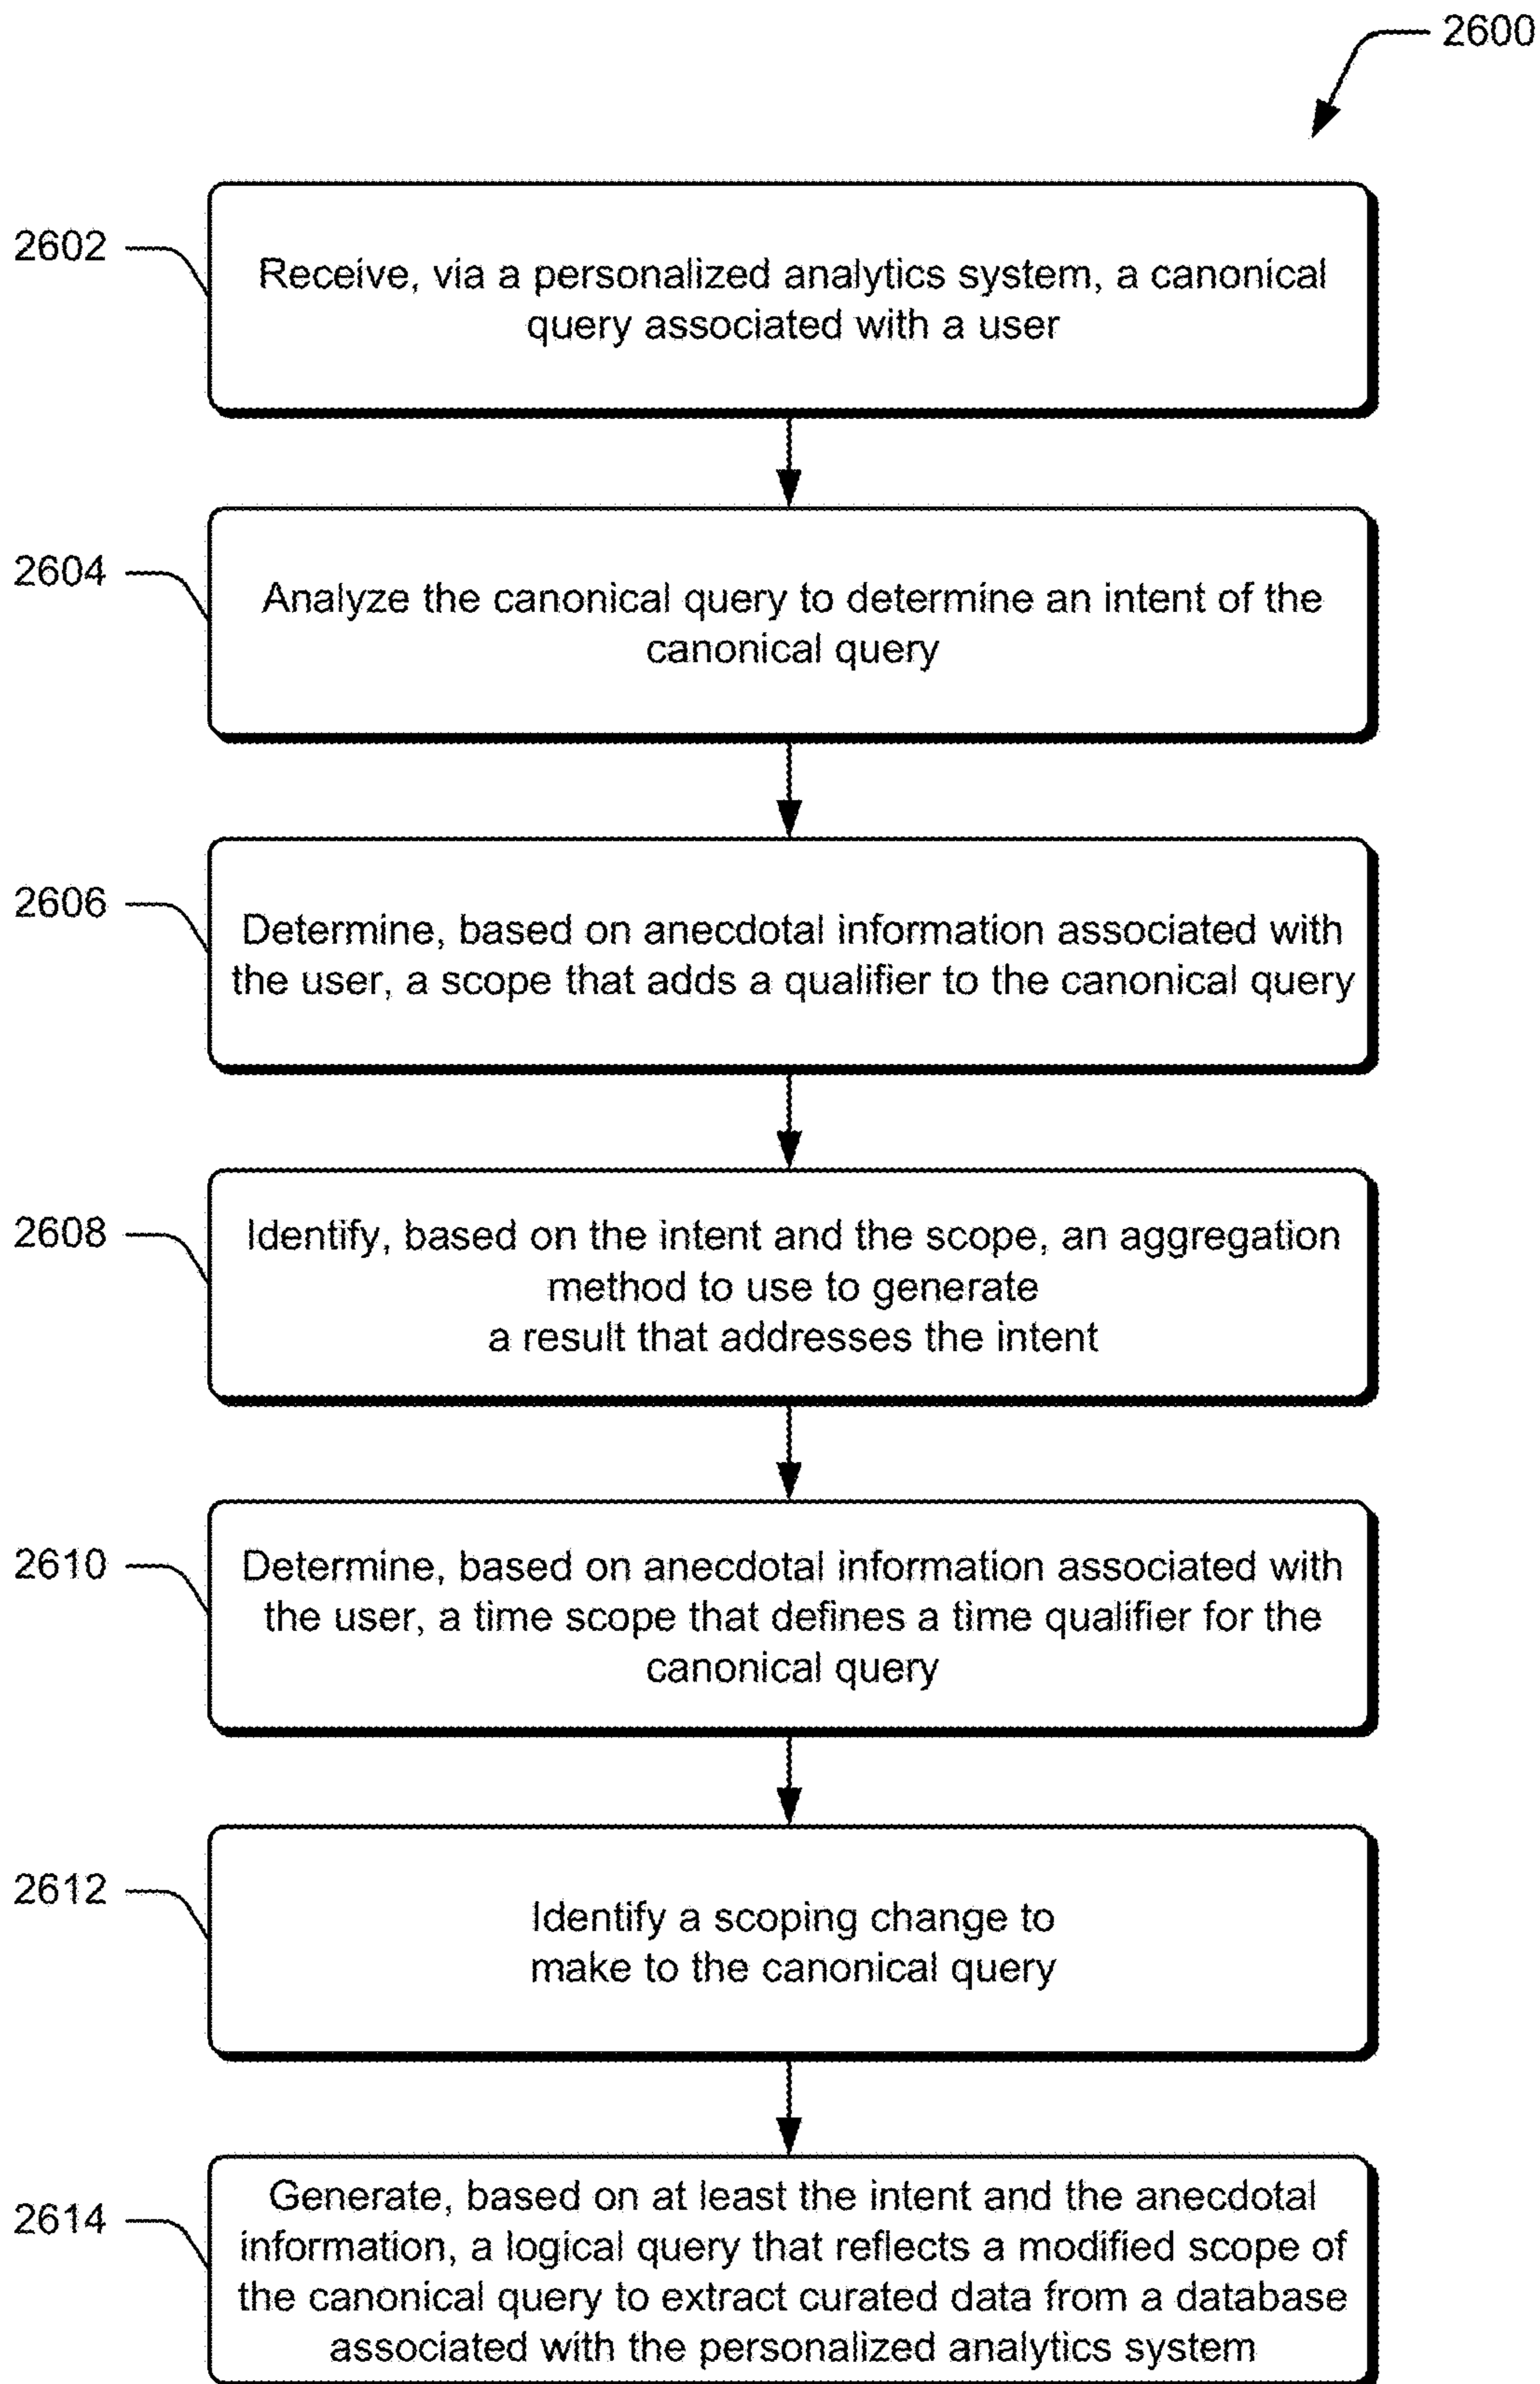 2600
2602
Receive, via a personalized analytics system, a canonical
query associated with a user
2604
Analyze the canonical query to determine an intent of the
canonical query
2606
Determine, based on anecdotal information associated with
the user, a scope that adds a qualifier to the canonical query
2608
Identify, based on the intent and the scope, an aggregation
method to use to generate
a result that addresses the intent
2610
Determine, based on anecdotal information associated with
the user, a time scope that defines a time qualifier for the
canonical query
2612
Identify a scoping change to
make to the canonical query
2614
Generate, based on at least the intent and the anecdotal
information, a logical query that reflects a modified scope of
the canonical query to extract curated data from a database
associated with the personalized analytics system